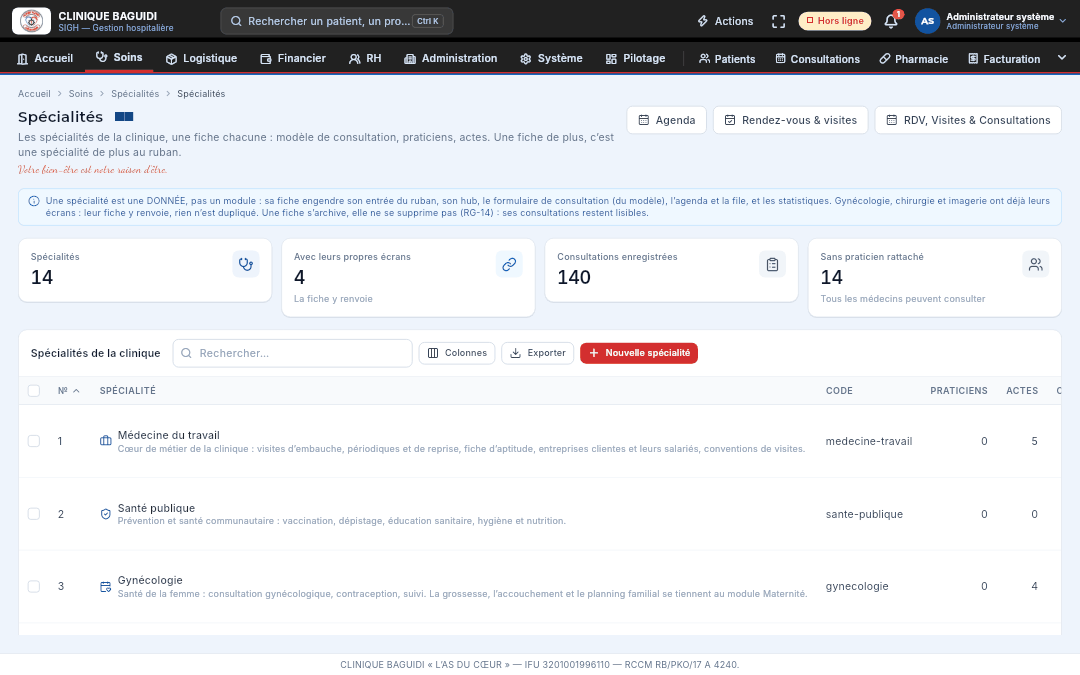 CLINIQUE BAGUIDI
SIGH — Gestion hospitalière
Rechercher un patient, un pro... Ctrl K
Actions
Hors ligne
1
AS
Administrateur système
Administrateur système
Accueil Soins Logistique Financier RH Administration Système Pilotage Patients Consultations Pharmacie Facturation
Accueil > Soins > Spécialités > Spécialités
Spécialités
Les spécialités de la clinique, une fiche chacune : modèle de consultation, praticiens, actes. Une fiche de plus, c’est
une spécialité de plus au ruban.
Votre bien-être est notre raison d’être.
Agenda
Rendez-vous & visites
RDV, Visites & Consultations
Une spécialité est une DONNÉE, pas un module : sa fiche engendre son entrée du ruban, son hub, le formulaire de consultation (du modèle), l’agenda et la file, et les statistiques. Gynécologie, chirurgie et imagerie ont déjà leurs
écrans : leur fiche y renvoie, rien n’est dupliqué. Une fiche s’archive, elle ne se supprime pas (RG-14) : ses consultations restent lisibles.
Spécialités
14
Avec leurs propres écrans
4
La fiche y renvoie
Consultations enregistrées
140
Sans praticien rattaché
14
Tous les médecins peuvent consulter
Spécialités de la clinique
Rechercher...
Colonnes
Exporter
Nouvelle spécialité
Nº SPÉCIALITÉ CODE PRATICIENS ACTES
1 Médecine du travail medecine-travail 0 5
Cœur de métier de la clinique : visites d’embauche, périodiques et de reprise, fiche d’aptitude, entreprises clientes et leurs salariés, conventions de visites.
2 Santé publique sante-publique 0 0
Prévention et santé communautaire : vaccination, dépistage, éducation sanitaire, hygiène et nutrition.
3 Gynécologie gynecologie 0 4
Santé de la femme : consultation gynécologique, contraception, suivi. La grossesse, l’accouchement et le planning familial se tiennent au module Maternité.
CLINIQUE BAGUIDI « L’AS DU CŒUR » — IFU 3201001996110 — RCCM RB/PKO/17 A 4240.